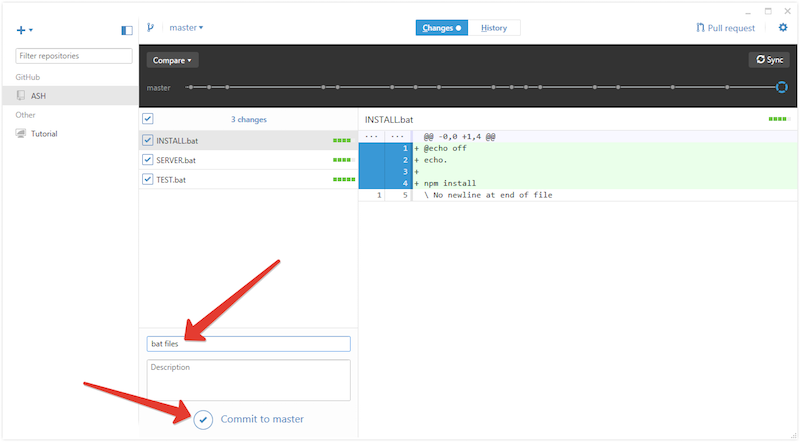 master
Changes
History
Pull request
Filter repositories
GitHub
ASH
Other
Tutorial
Compare
Sync
master
3 changes
INSTALL.bat
SERVER.bat
TEST.bat
INSTALL.bat
... ... @@ -0,0 +1,4 @@
1 + @echo off
2 + echo.
3 +
4 + npm install
1 5 \ No newline at end of file
bat files
Description
Commit to master